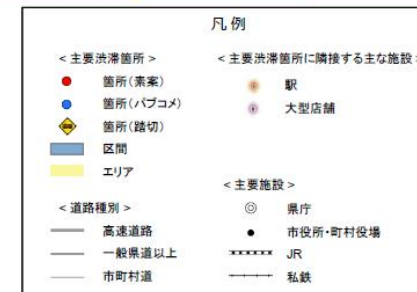 凡例
＜主要渋滞箇所＞
箇所（素案）
箇所（パブコメ）
箇所（踏切）
区間
エリア
＜道路種別＞
高速道路
一般県道以上
市町村道
＜主要渋滞箇所に隣接する主な施設＞
駅
大型店舗
＜主要施設＞
県庁
市役所・町村役場
JR
私鉄